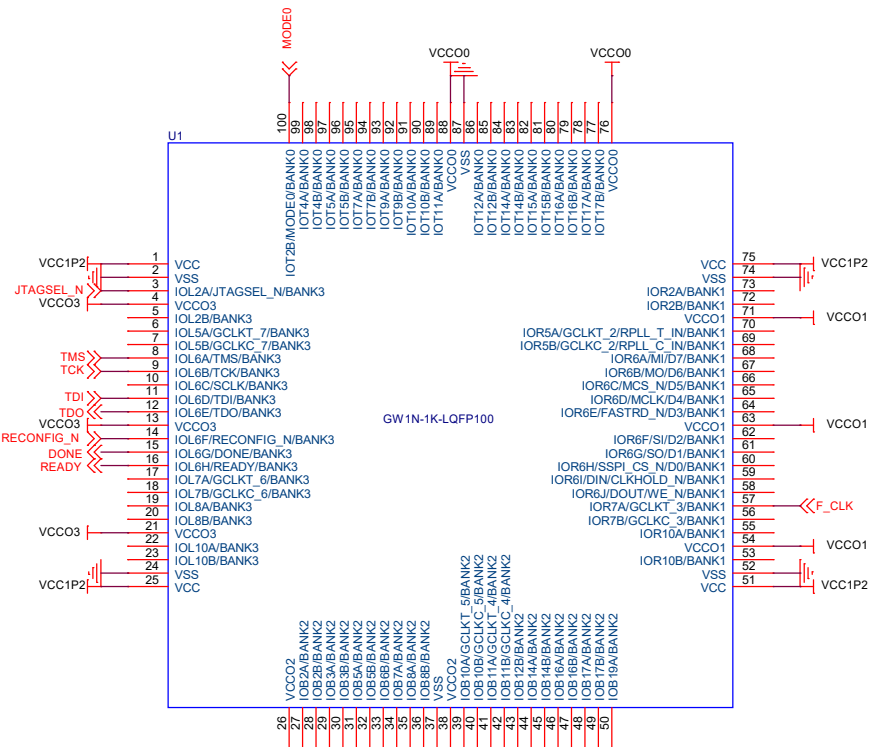 MODE0
VCCO0
VCCO0
100
99
98
97
96
95
94
93
92
91
90
89
88
87
86
85
84
83
82
81
80
79
78
77
76
U1
IOT2B/MODE0/BANK0
IOT4A/BANK0
IOT4B/BANK0
IOT5A/BANK0
IOT5B/BANK0
IOT7A/BANK0
IOT7B/BANK0
IOT9A/BANK0
IOT9B/BANK0
IOT10A/BANK0
IOT10B/BANK0
IOT11A/BANK0
VCCO0
VSS
IOT12A/BANK0
IOT12B/BANK0
IOT14A/BANK0
IOT14B/BANK0
IOT15A/BANK0
IOT15B/BANK0
IOT16A/BANK0
IOT16B/BANK0
IOT17A/BANK0
IOT17B/BANK0
VCCO0
VCC1P2 1 VCC
2 VSS
JTAGSEL_N 3 IOL2A/JTAGSEL_N/BANK3
VCCO3 4 VCCO3
5 IOL2B/BANK3
6 IOL5A/GCLKT_7/BANK3
7 IOL5B/GCLKC_7/BANK3
TMS 8 IOL6A/TMS/BANK3
TCK 9 IOL6B/TCK/BANK3
10 IOL6C/SCLK/BANK3
TDI 11 IOL6D/TDI/BANK3
TDO 12 IOL6E/TDO/BANK3
VCCO3 13 VCCO3
RECONFIG_N 14 IOL6F/RECONFIG_N/BANK3
DONE 15 IOL6G/DONE/BANK3
READY 16 IOL6H/READY/BANK3
17 IOL7A/GCLKT_6/BANK3
18 IOL7B/GCLKC_6/BANK3
19 IOL8A/BANK3
20 IOL8B/BANK3
VCCO3 21 VCCO3
22 IOL10A/BANK3
23 IOL10B/BANK3
24 VSS
VCC1P2 25 VCC
GW1N-1K-LQFP100
VCC 75 VCC1P2
VSS 74
IOR2A/BANK1 73
IOR2B/BANK1 72
VCCO1 71 VCCO1
IOR5A/GCLKT_2/RPLL_T_IN/BANK1 70
IOR5B/GCLKC_2/RPLL_C_IN/BANK1 69
IOR6A/MI/D7/BANK1 68
IOR6B/MO/D6/BANK1 67
IOR6C/MCS_N/D5/BANK1 66
IOR6D/MCLK/D4/BANK1 65
IOR6E/FASTRD_N/D3/BANK1 64
VCCO1 63 VCCO1
IOR6F/SI/D2/BANK1 62
IOR6G/SO/D1/BANK1 61
IOR6H/SSPI_CS_N/D0/BANK1 60
IOR6I/DIN/CLKHOLD_N/BANK1 59
IOR6J/DOUT/WE_N/BANK1 58
IOR7A/GCLKT_3/BANK1 57 F_CLK
IOR7B/GCLKC_3/BANK1 56
IOR10A/BANK1 55
VCCO1 54 VCCO1
IOR10B/BANK1 53
VSS 52
VCC 51 VCC1P2
VCCO2
IOB2A/BANK2
IOB2B/BANK2
IOB3A/BANK2
IOB3B/BANK2
IOB5A/BANK2
IOB5B/BANK2
IOB6B/BANK2
IOB7A/BANK2
IOB8A/BANK2
IOB8B/BANK2
VSS
VCCO2
IOB10A/GCLKT_5/BANK2
IOB10B/GCLKC_5/BANK2
IOB11A/GCLKT_4/BANK2
IOB11B/GCLKC_4/BANK2
IOB12B/BANK2
IOB14A/BANK2
IOB14B/BANK2
IOB16A/BANK2
IOB16B/BANK2
IOB17A/BANK2
IOB17B/BANK2
IOB19A/BANK2
26
27
28
29
30
31
32
33
34
35
36
37
38
39
40
41
42
43
44
45
46
47
48
49
50